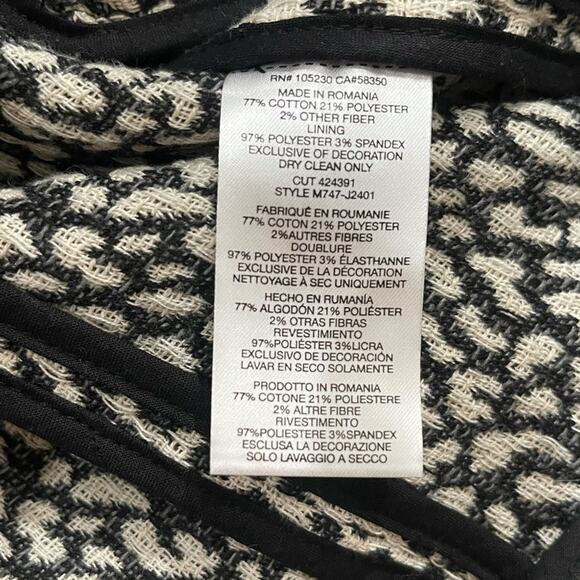 RN# 105230 CA#58350
MADE IN ROMANIA
77% COTTON 21% POLYESTER
2% OTHER FIBER
LINING
97% POLYESTER 3% SPANDEX
EXCLUSIVE OF DECORATION
DRY CLEAN ONLY
CUT 424391
STYLE M747-J2401
FABRIQUÉ EN ROUMANIE
77% COTON 21% POLYESTER
2%AUTRES FIBRES
DOUBLURE
97% POLYESTER 3% ÉLASTHANNE
EXCLUSIVE DE LA DÉCORATION
NETTOYAGE À SEC UNIQUEMENT
HECHO EN RUMANÍA
77% ALGODÓN 21% POLIÉSTER
2% OTRAS FIBRAS
REVESTIMIENTO
97%POLIÉSTER 3%LICRA
EXCLUSIVO DE DECORACIÓN
LAVAR EN SECO SOLAMENTE
PRODOTTO IN ROMANIA
77% COTONE 21% POLIESTERE
2% ALTRE FIBRE
RIVESTIMENTO
97%POLIESTERE 3%SPANDEX
ESCLUSA LA DECORAZIONE
SOLO LAVAGGIO A SECCO